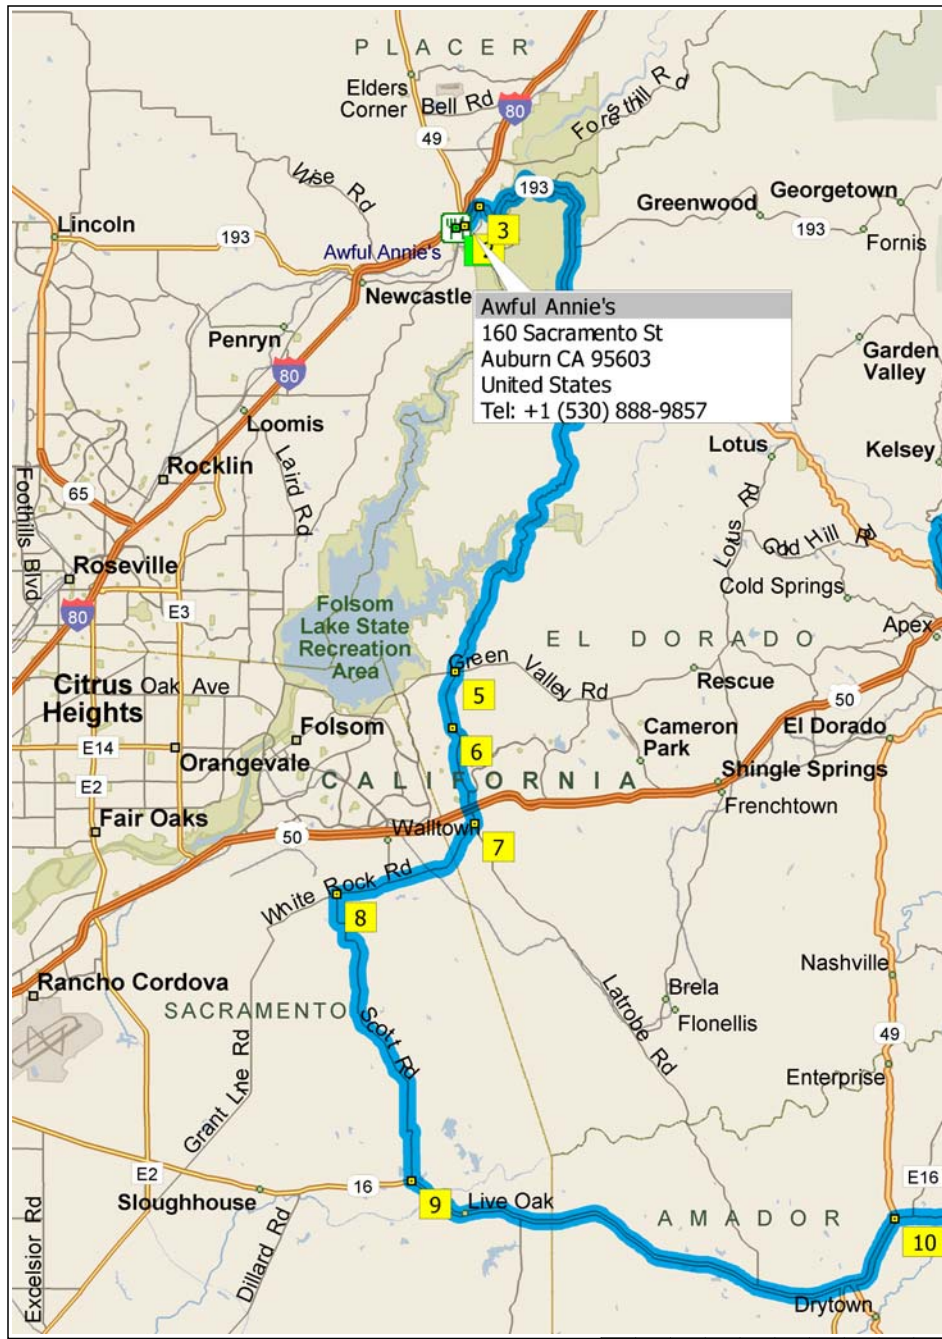 PLACER
Elders
Corner
Bell Rd
80
Foresthill Rd
49
Wise Rd
193
Georgetown
Greenwood
193
Fornis
Lincoln
193
3
Awful Annie's
Newcastle
Awful Annie's
160 Sacramento St
Auburn CA 95603
United States
Tel: +1 (530) 888-9857
Penryn
80
Garden
Valley
Loomis
Lotus
Kelsey
Rocklin
Laird Rd
65
Foothills Blvd
Lotus Rd
Gold Hill Rd
Roseville
Cold Springs
80
E3
Folsom
Lake State
Recreation
Area
EL DORADO
Apex
Green Valley Rd
5
Rescue
Citrus
Heights
Oak Ave
50
6
Cameron
Park
El Dorado
Folsom
E14
Orangevale
CALIFORNIA
Shingle Springs
E2
Frenchtown
Fair Oaks
50
Walltown
7
White Rock Rd
8
Nashville
Rancho Cordova
Brela
SACRAMENTO
Flonellis
Scott Rd
Latrobe Rd
49
Grant Line Rd
Enterprise
E2
16
E16
Sloughhouse
9
Live Oak
AMADOR
10
Excelsior Rd
Dillard Rd
Drytown